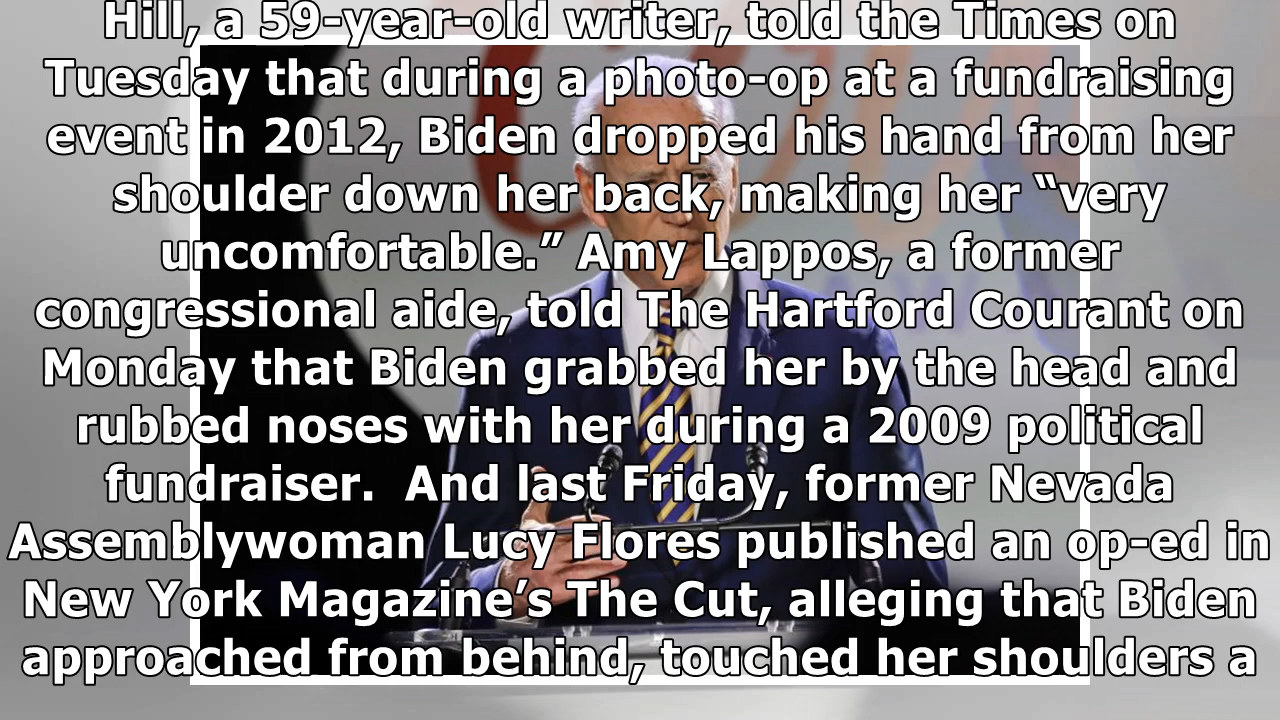 Hill, a 59-year-old writer, told the Times on
Tuesday that during a photo-op at a fundraising
event in 2012, Biden dropped his hand from her
shoulder down her back, making her “very
uncomfortable.” Amy Lappos, a former
congressional aide, told The Hartford Courant on
Monday that Biden grabbed her by the head and
rubbed noses with her during a 2009 political
fundraiser.  And last Friday, former Nevada
Assemblywoman Lucy Flores published an op-ed in
New York Magazine’s The Cut, alleging that Biden
approached from behind, touched her shoulders a